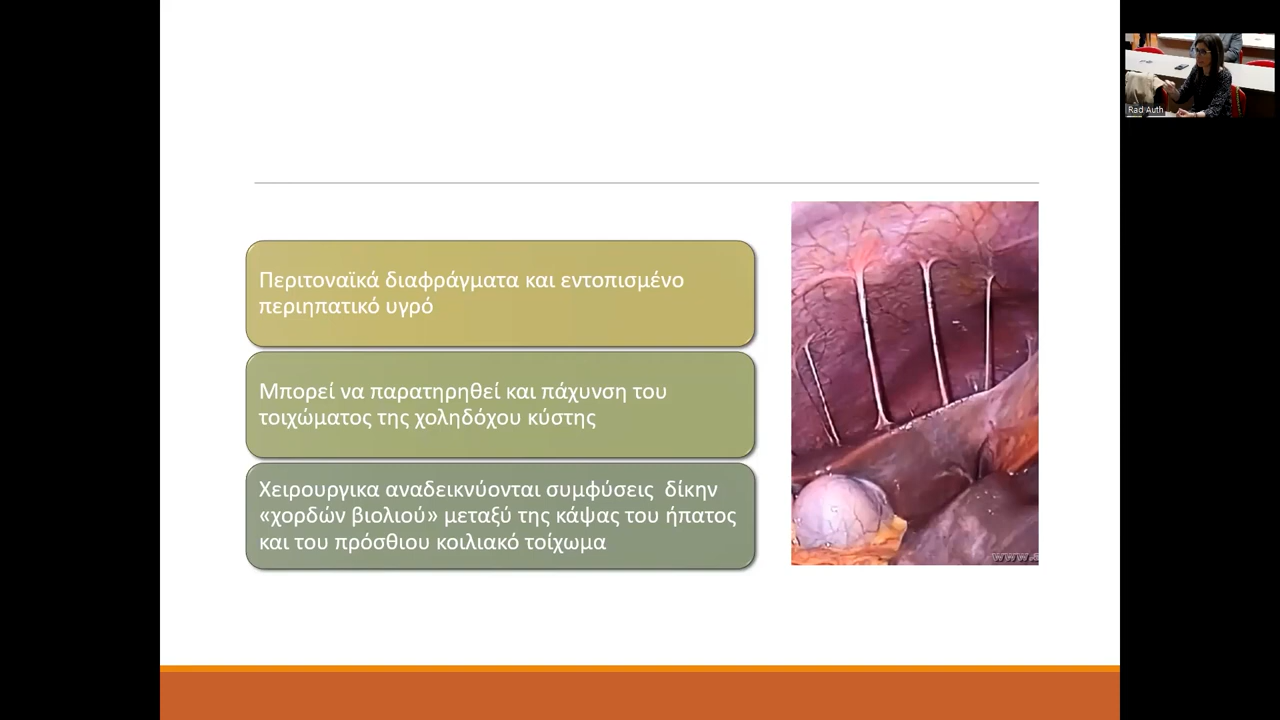 Rad Auth
Περιτοναϊκά διαφράγματα και εντοπισμένο
περιηπατικό υγρό
Μπορεί να παρατηρηθεί και πάχυνση του
τοιχώματος της χοληδόχου κύστης
Χειρουργικα αναδεικνύονται συμφύσεις  δίκην
«χορδών βιολιού» μεταξύ της κάψας του ήπατος
και του πρόσθιου κοιλιακό τοίχωμα